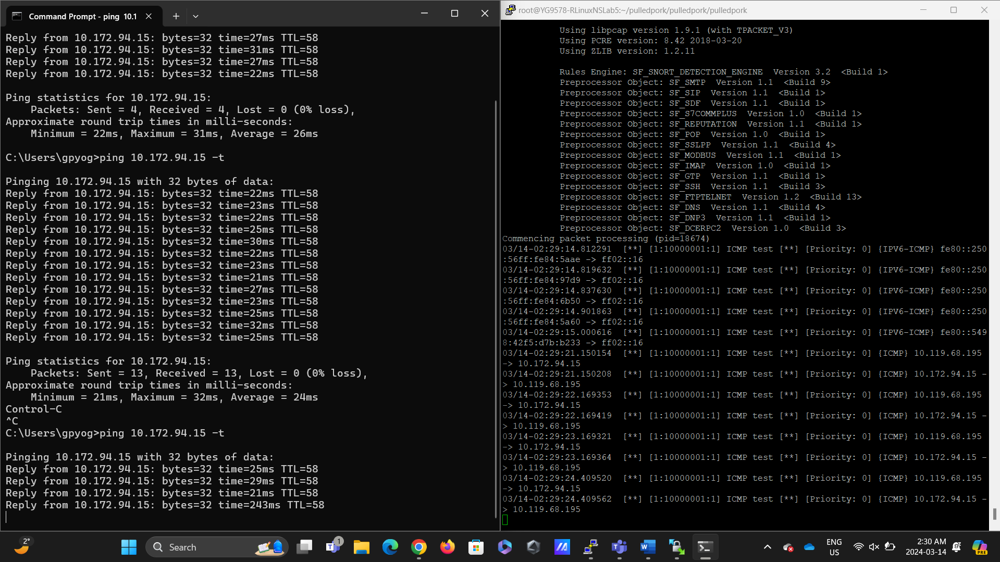 Command Prompt - ping  10.1
Reply from 10.172.94.15: bytes=32 time=27ms TTL=58
Reply from 10.172.94.15: bytes=32 time=31ms TTL=58
Reply from 10.172.94.15: bytes=32 time=27ms TTL=58
Reply from 10.172.94.15: bytes=32 time=22ms TTL=58
Ping statistics for 10.172.94.15:
    Packets: Sent = 4, Received = 4, Lost = 0 (0% loss),
Approximate round trip times in milli-seconds:
    Minimum = 22ms, Maximum = 31ms, Average = 26ms
C:\Users\gpyog>ping 10.172.94.15 -t
Pinging 10.172.94.15 with 32 bytes of data:
Reply from 10.172.94.15: bytes=32 time=22ms TTL=58
Reply from 10.172.94.15: bytes=32 time=23ms TTL=58
Reply from 10.172.94.15: bytes=32 time=22ms TTL=58
Reply from 10.172.94.15: bytes=32 time=25ms TTL=58
Reply from 10.172.94.15: bytes=32 time=30ms TTL=58
Reply from 10.172.94.15: bytes=32 time=22ms TTL=58
Reply from 10.172.94.15: bytes=32 time=23ms TTL=58
Reply from 10.172.94.15: bytes=32 time=21ms TTL=58
Reply from 10.172.94.15: bytes=32 time=27ms TTL=58
Reply from 10.172.94.15: bytes=32 time=23ms TTL=58
Reply from 10.172.94.15: bytes=32 time=25ms TTL=58
Reply from 10.172.94.15: bytes=32 time=32ms TTL=58
Reply from 10.172.94.15: bytes=32 time=25ms TTL=58
Ping statistics for 10.172.94.15:
    Packets: Sent = 13, Received = 13, Lost = 0 (0% loss),
Approximate round trip times in milli-seconds:
    Minimum = 21ms, Maximum = 32ms, Average = 24ms
Control-C
^C
C:\Users\gpyog>ping 10.172.94.15 -t
Pinging 10.172.94.15 with 32 bytes of data:
Reply from 10.172.94.15: bytes=32 time=25ms TTL=58
Reply from 10.172.94.15: bytes=32 time=29ms TTL=58
Reply from 10.172.94.15: bytes=32 time=21ms TTL=58
Reply from 10.172.94.15: bytes=32 time=243ms TTL=58
root@YG9578-RLinuxNSLab5:~/pulledpork/pulledpork/pulledpork
Using libpcap version 1.9.1 (with TPACKET_V3)
Using PCRE version: 8.42 2018-03-20
Using ZLIB version: 1.2.11
Rules Engine: SF_SNORT_DETECTION_ENGINE  Version 3.2  <Build 1>
Preprocessor Object: SF_SMTP  Version 1.1  <Build 9>
Preprocessor Object: SF_SIP  Version 1.1  <Build 1>
Preprocessor Object: SF_SDF  Version 1.1  <Build 1>
Preprocessor Object: SF_S7COMMPLUS  Version 1.0  <Build 1>
Preprocessor Object: SF_REPUTATION  Version 1.1  <Build 1>
Preprocessor Object: SF_POP  Version 1.0  <Build 1>
Preprocessor Object: SF_SSLPP  Version 1.1  <Build 4>
Preprocessor Object: SF_MODBUS  Version 1.1  <Build 1>
Preprocessor Object: SF_IMAP  Version 1.0  <Build 1>
Preprocessor Object: SF_GTP  Version 1.1  <Build 1>
Preprocessor Object: SF_SSH  Version 1.1  <Build 3>
Preprocessor Object: SF_FTPTELNET  Version 1.2  <Build 13>
Preprocessor Object: SF_DNS  Version 1.1  <Build 4>
Preprocessor Object: SF_DNP3  Version 1.1  <Build 1>
Preprocessor Object: SF_DCERPC2  Version 1.0  <Build 3>
Commencing packet processing (pid=18674)
03/14-02:29:14.812291  [**] [1:10000001:1] ICMP test [**] [Priority: 0] {IPV6-ICMP} fe80::250
:56ff:fe84:5aae -> ff02::16
03/14-02:29:14.819632  [**] [1:10000001:1] ICMP test [**] [Priority: 0] {IPV6-ICMP} fe80::250
:56ff:fe84:97d9 -> ff02::16
03/14-02:29:14.837630  [**] [1:10000001:1] ICMP test [**] [Priority: 0] {IPV6-ICMP} fe80::250
:56ff:fe84:6b50 -> ff02::16
03/14-02:29:14.901863  [**] [1:10000001:1] ICMP test [**] [Priority: 0] {IPV6-ICMP} fe80::250
:56ff:fe84:5a60 -> ff02::16
03/14-02:29:15.000616  [**] [1:10000001:1] ICMP test [**] [Priority: 0] {IPV6-ICMP} fe80::549
8:42f5:d7b:b233 -> ff02::16
03/14-02:29:21.150154  [**] [1:10000001:1] ICMP test [**] [Priority: 0] {ICMP} 10.119.68.195
-> 10.172.94.15
03/14-02:29:21.150208  [**] [1:10000001:1] ICMP test [**] [Priority: 0] {ICMP} 10.172.94.15 -
> 10.119.68.195
03/14-02:29:22.169353  [**] [1:10000001:1] ICMP test [**] [Priority: 0] {ICMP} 10.119.68.195
-> 10.172.94.15
03/14-02:29:22.169419  [**] [1:10000001:1] ICMP test [**] [Priority: 0] {ICMP} 10.172.94.15 -
> 10.119.68.195
03/14-02:29:23.169321  [**] [1:10000001:1] ICMP test [**] [Priority: 0] {ICMP} 10.119.68.195
-> 10.172.94.15
03/14-02:29:23.169364  [**] [1:10000001:1] ICMP test [**] [Priority: 0] {ICMP} 10.172.94.15 -
> 10.119.68.195
03/14-02:29:24.409520  [**] [1:10000001:1] ICMP test [**] [Priority: 0] {ICMP} 10.119.68.195
-> 10.172.94.15
03/14-02:29:24.409562  [**] [1:10000001:1] ICMP test [**] [Priority: 0] {ICMP} 10.172.94.15 -
> 10.119.68.195
2°
Search
1
ENG
US
2:30 AM
2024-03-14
PRE